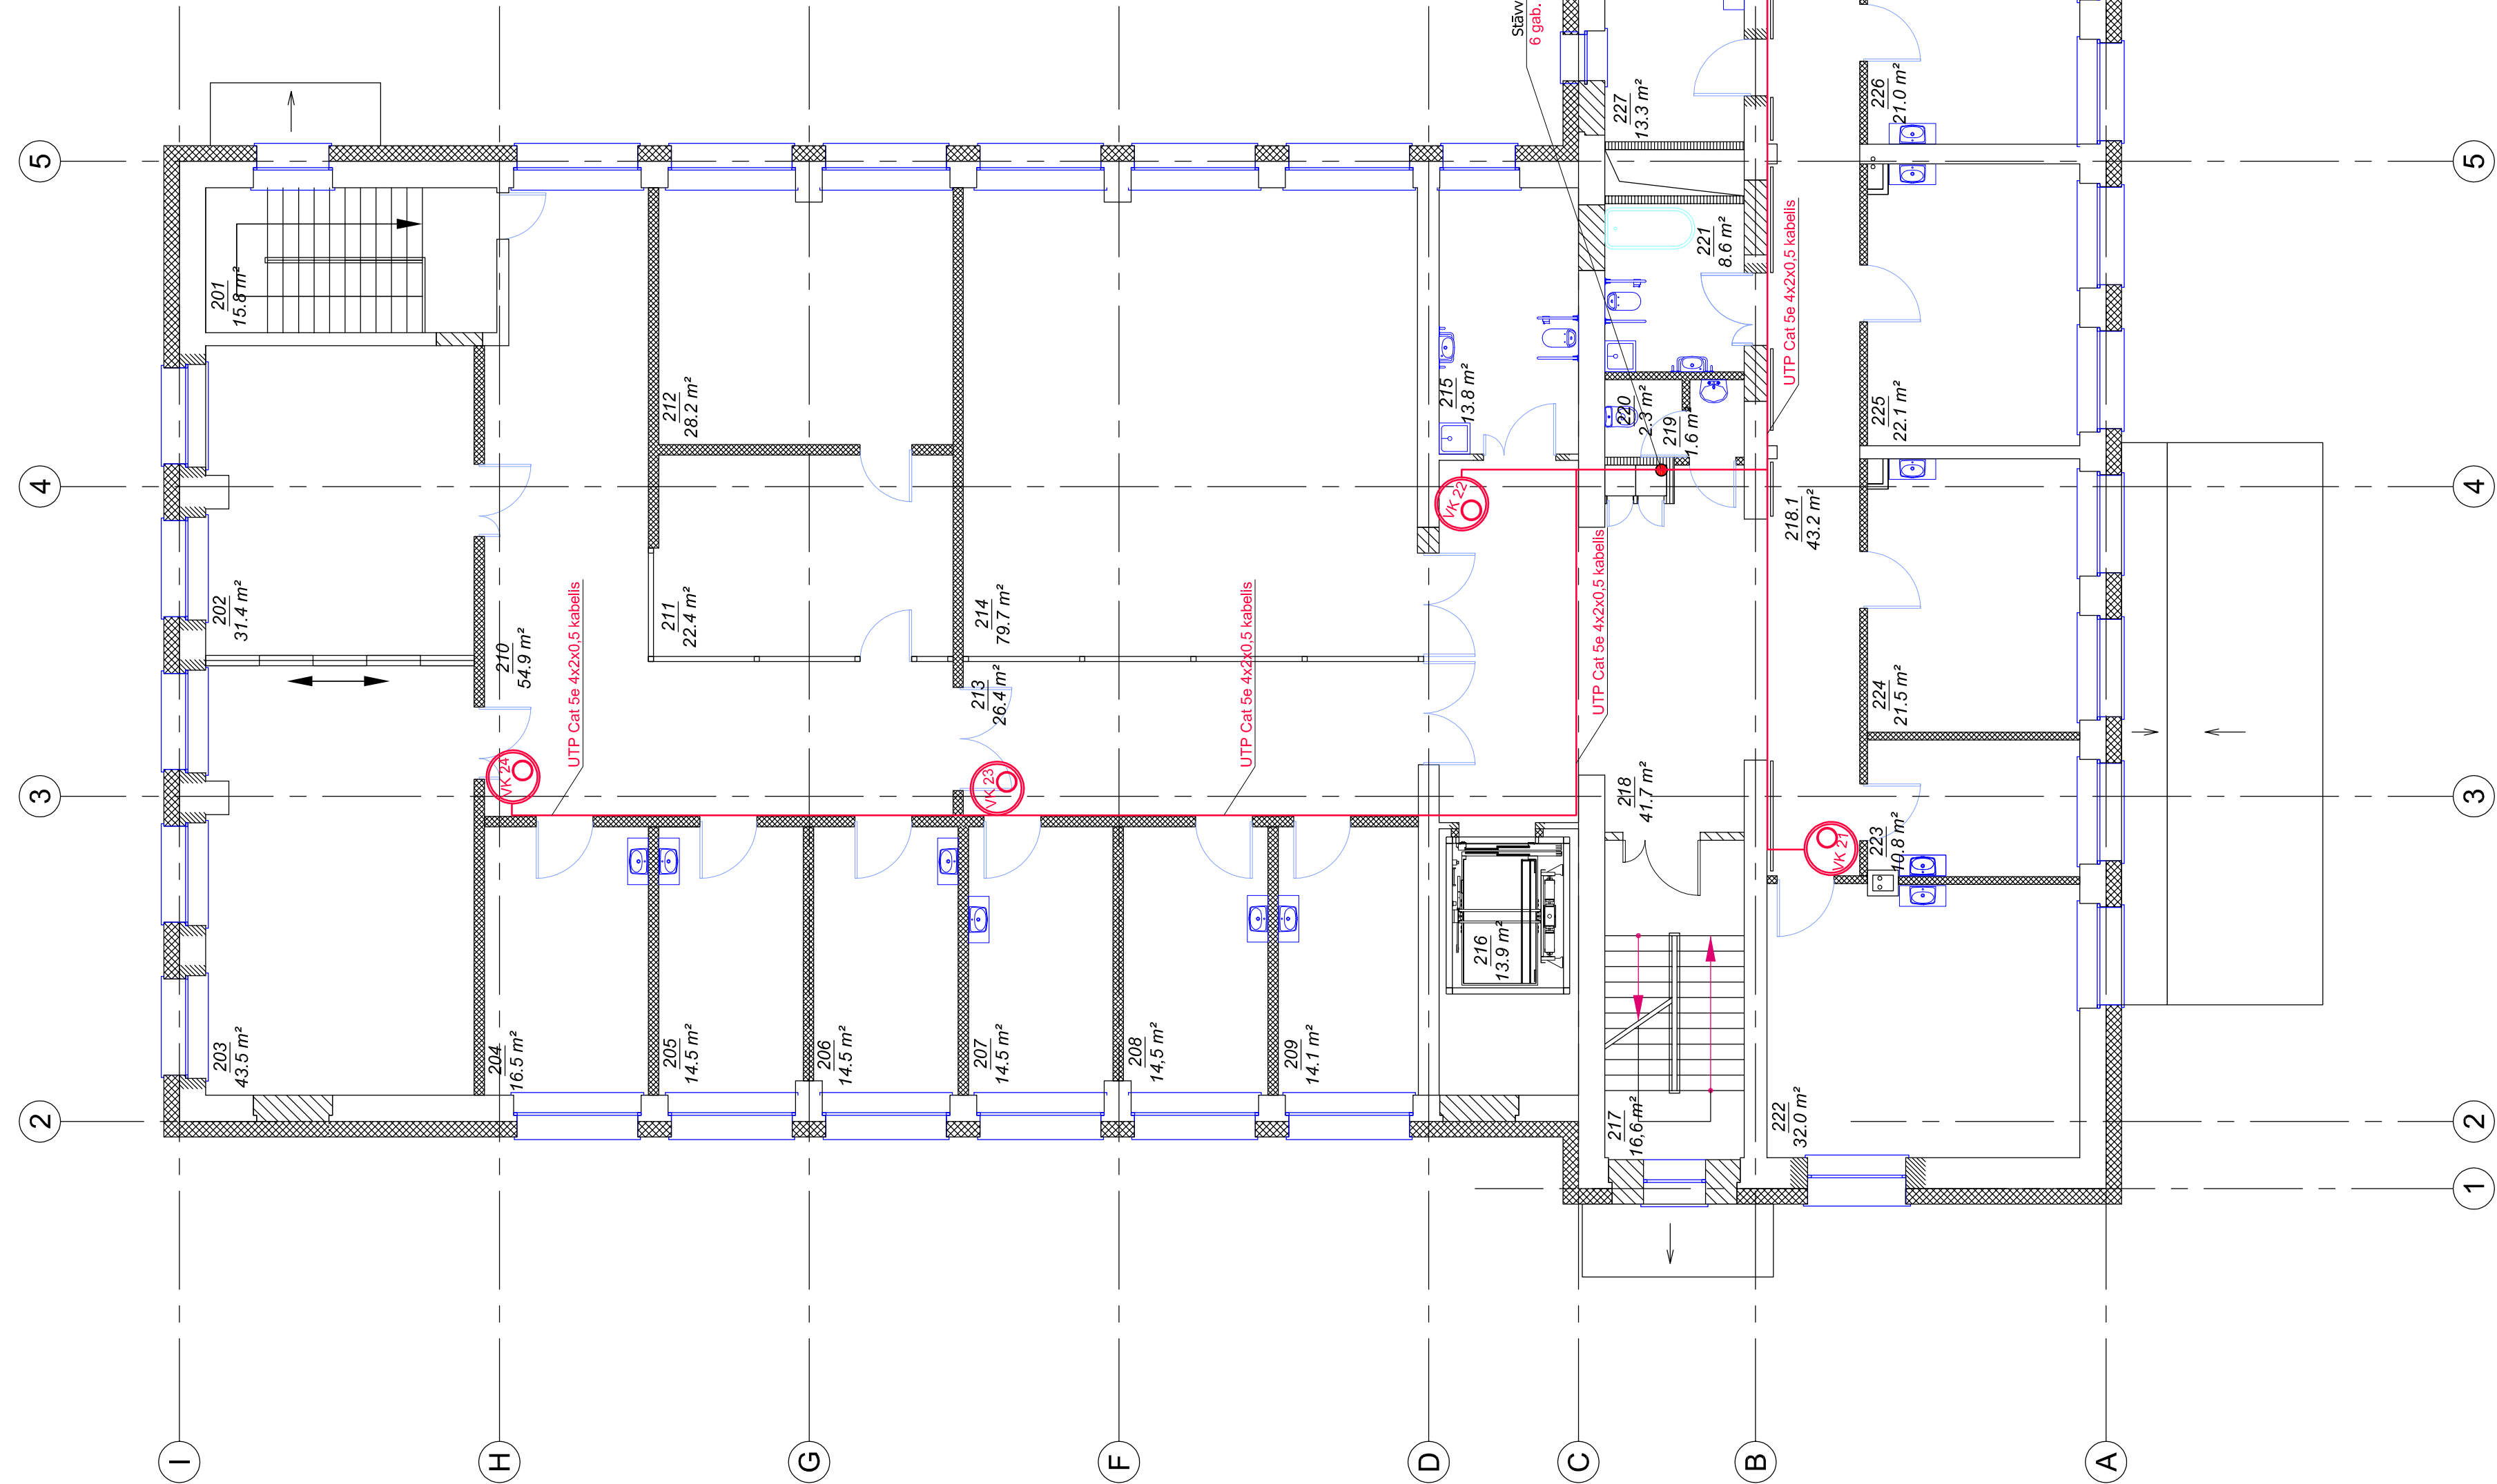 Stāvv
6 gab.
5
5
4
4
3
3
2
2
1
I
H
G
F
D
C
B
A
201
15.8 m²
202
31.4 m²
203
43.5 m²
204
16.5 m²
205
14.5 m²
206
14.5 m²
207
14.5 m²
208
14,5 m²
209
14.1 m²
210
54.9 m²
211
22.4 m²
212
28.2 m²
213
26.4 m²
214
79.7 m²
215
13.8 m²
216
13.9 m²
217
16,6 m²
218
41.7 m²
218.1
43.2 m²
219
1.6 m²
220
2.3 m²
221
8.6 m²
222
32.0 m²
223
10.8 m²
224
21.5 m²
225
22.1 m²
226
21.0 m²
227
13.3 m²
VK 21
VK 22
VK 23
VK 24
UTP Cat 5e 4x2x0,5 kabelis
UTP Cat 5e 4x2x0,5 kabelis
UTP Cat 5e 4x2x0,5 kabelis
UTP Cat 5e 4x2x0,5 kabelis